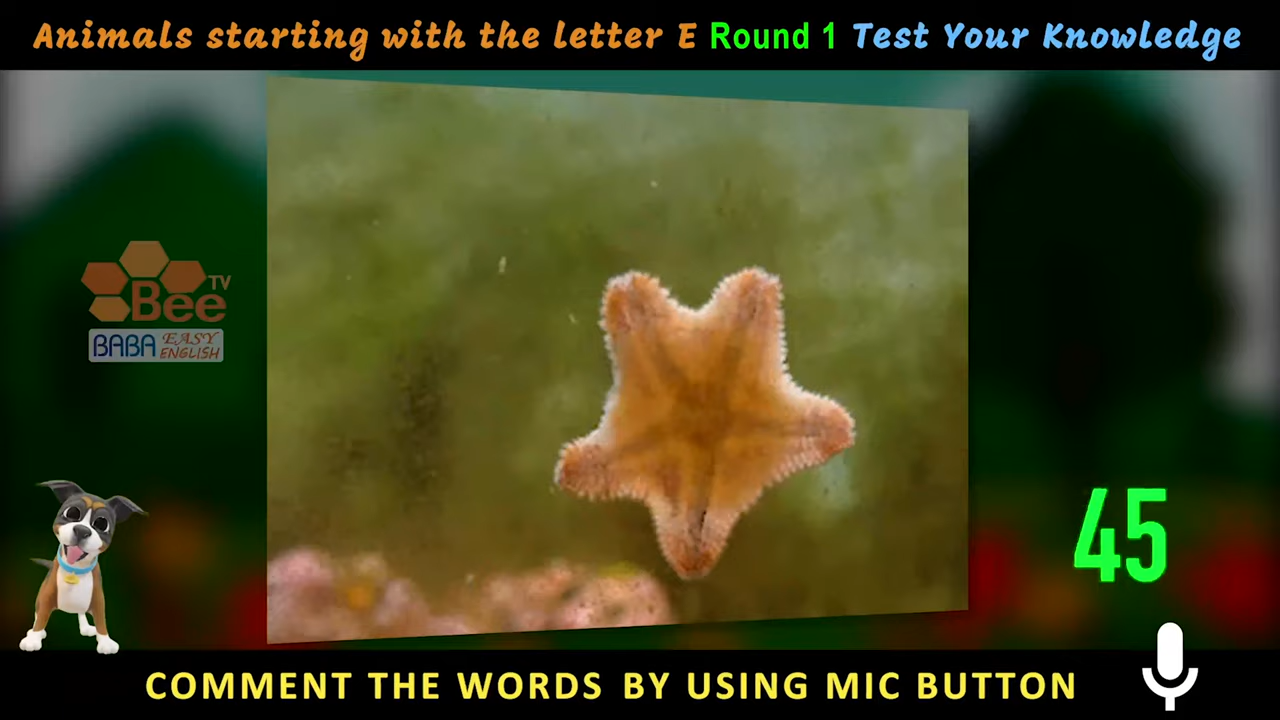 Animals starting with the letter E Round 1 Test Your Knowledge
Bee TV
BABA EASY ENGLISH
45
COMMENT THE WORDS BY USING MIC BUTTON